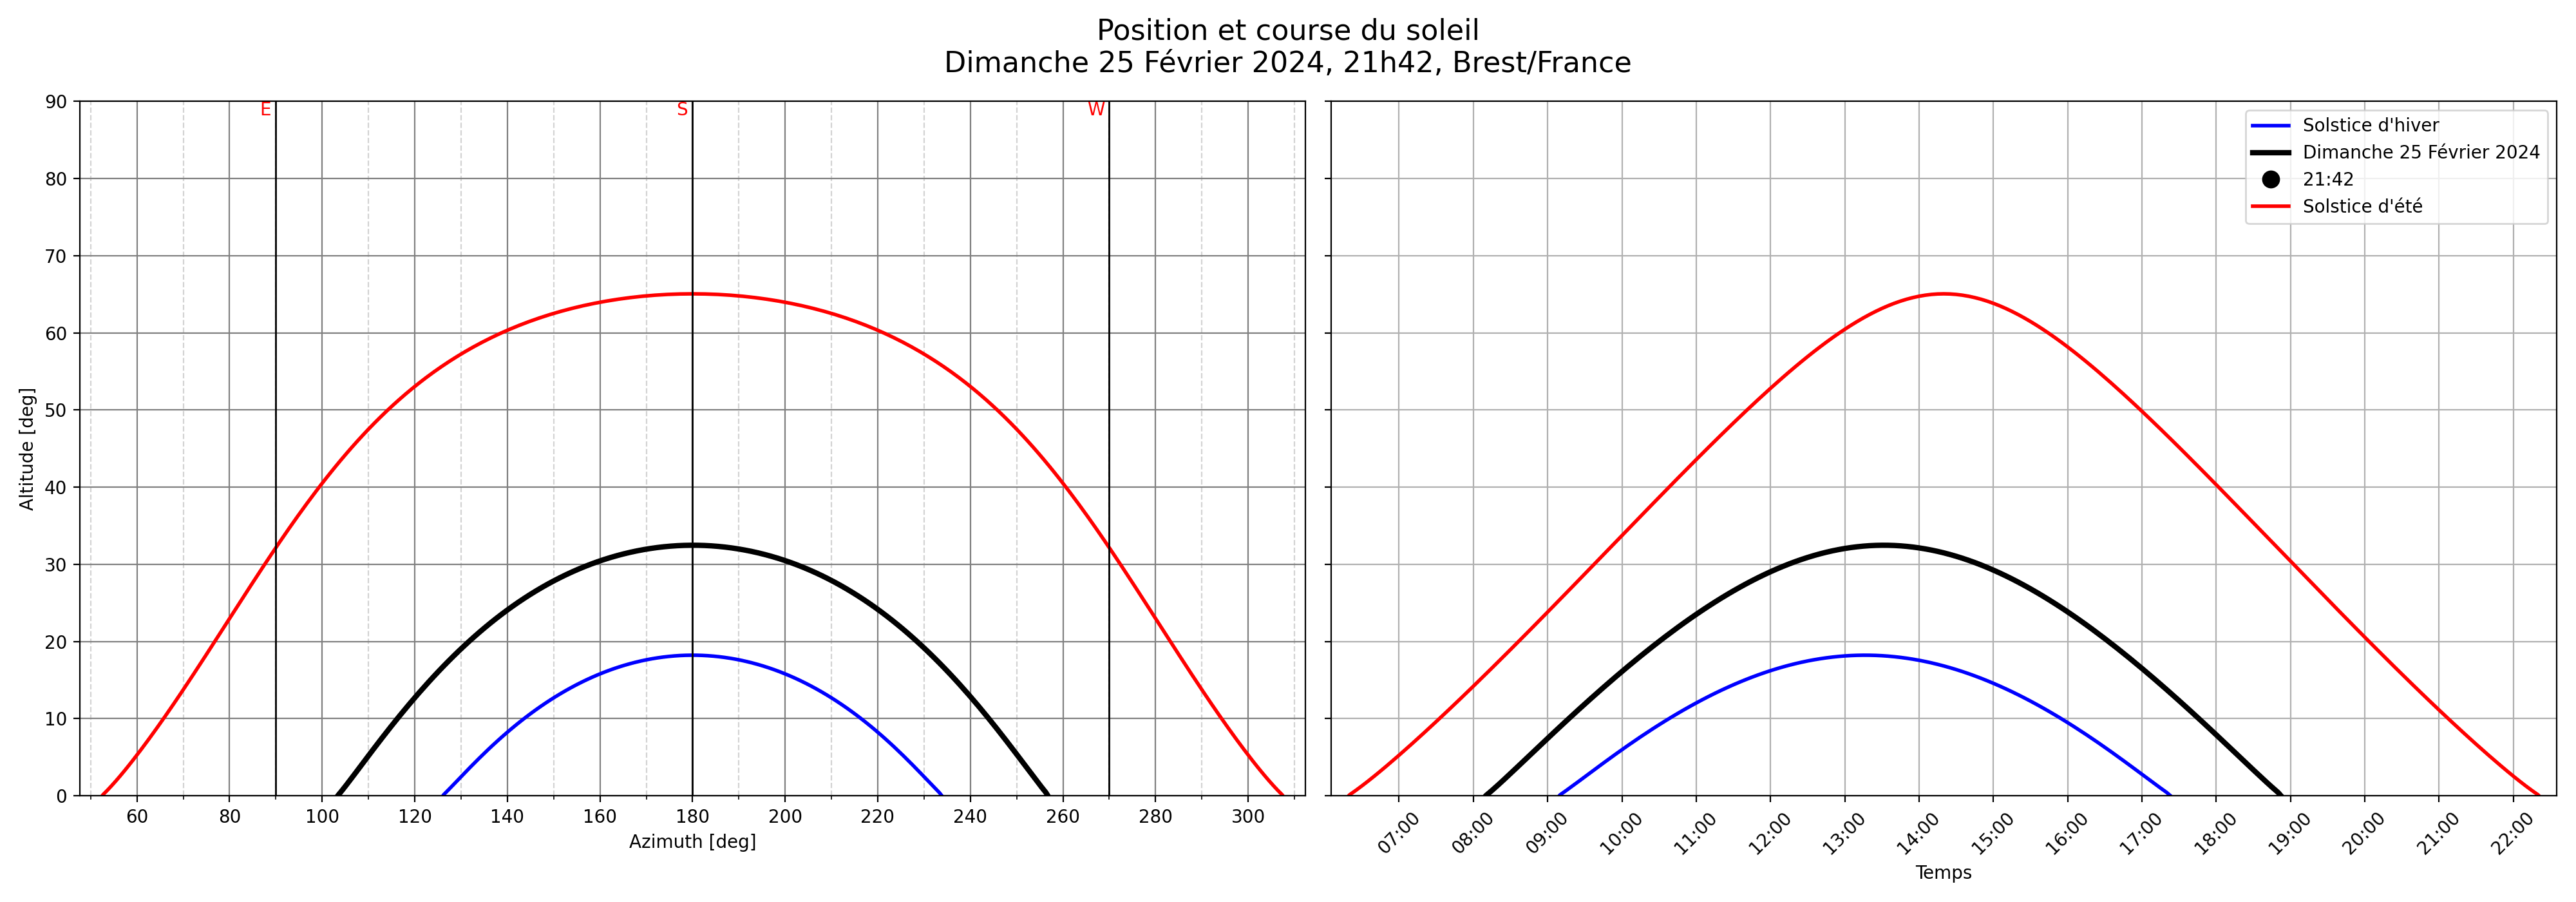 Position et course du soleil
Dimanche 25 Février 2024, 21h42, Brest/France
E
S
W
90
80
70
60
50
40
30
20
10
0
Altitude [deg]
60 80 100 120 140 160 180 200 220 240 260 280 300
Azimuth [deg]
Solstice d'hiver
Dimanche 25 Février 2024
21:42
Solstice d'été
07:00 08:00 09:00 10:00 11:00 12:00 13:00 14:00 15:00 16:00 17:00 18:00 19:00 20:00 21:00 22:00
Temps